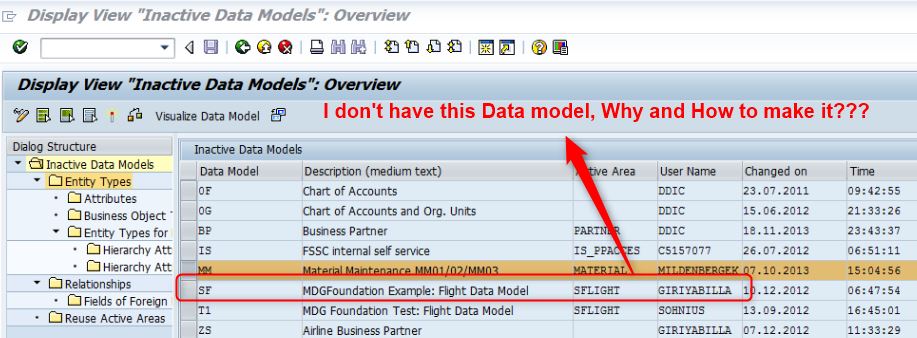 Display View "Inactive Data Models": Overview
Display View "Inactive Data Models": Overview
Visualize Data Model
I don't have this Data model, Why and How to make it???
Dialog Structure
Inactive Data Models
Entity Types
Attributes
Business Object T
Entity Types for
Hierarchy Att
Hierarchy Att
Relationships
Fields of Foreign
Reuse Active Areas
Inactive Data Models
Data Model Description (medium text) Active Area User Name Changed on Time
0F Chart of Accounts DDIC 23.07.2011 09:42:55
0G Chart of Accounts and Org. Units DDIC 15.06.2012 21:33:26
BP Business Partner PARTNER DDIC 18.11.2013 23:43:37
IS FSSC internal self service IS_PPACCES C5157077 26.07.2012 06:51:11
MM Material Maintenance MM01/02/MM03 MATERIAL MILDENBERGER 07.10.2013 15:04:56
SF MDGFoundation Example: Flight Data Model SFLIGHT GIRIYABILLA 10.12.2012 06:47:54
T1 MDG Foundation Test: Flight Data Model SFLIGHT SOHNIUS 13.09.2012 16:45:01
ZS Airline Business Partner GIRIYABILLA 07.12.2012 11:33:29